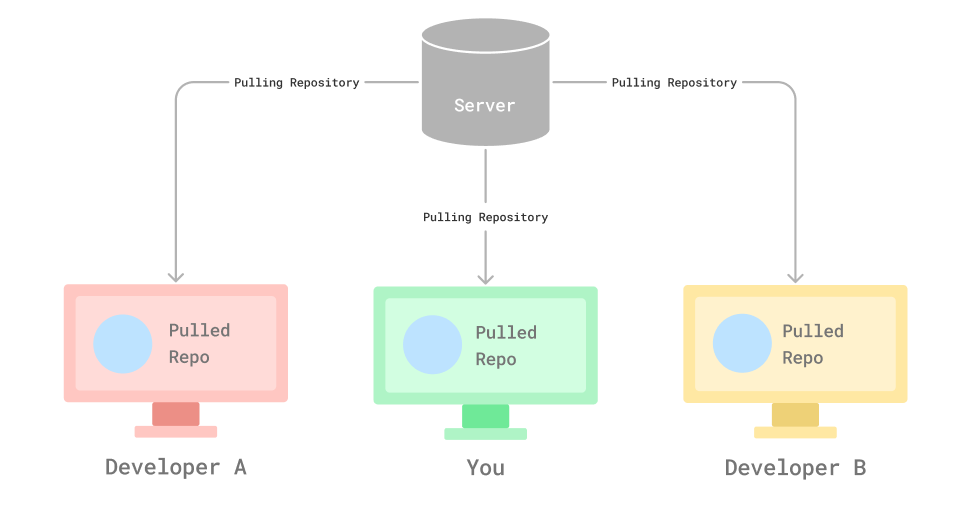 Pulling Repository
Server
Pulling Repository
Pulling Repository
Pulled
Repo
Pulled
Repo
Pulled
Repo
Developer A
You
Developer B